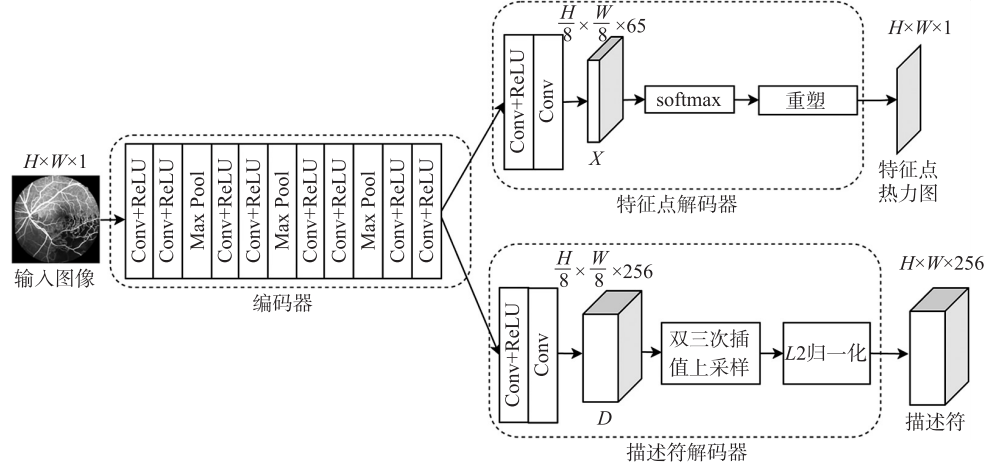 H×W×1
输入图像
Conv+ReLU
Conv+ReLU
Max Pool
Conv+ReLU
Conv+ReLU
Max Pool
Conv+ReLU
Conv+ReLU
Max Pool
Conv+ReLU
Conv+ReLU
编码器
Conv+ReLU
Conv
H/8 × W/8 ×65
X
softmax
重塑
特征点解码器
H×W×1
特征点
热力图
Conv+ReLU
Conv
H/8 × W/8 ×256
D
双三次插
值上采样
L2归一化
描述符解码器
H×W×256
描述符